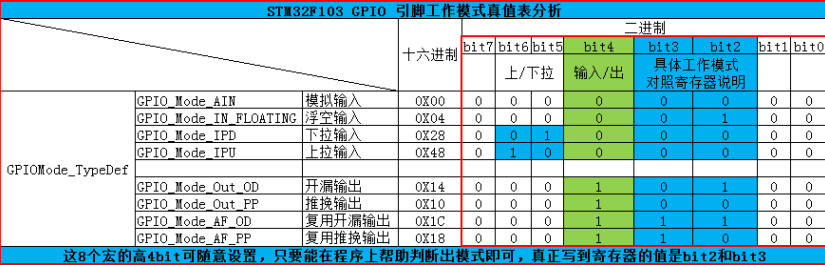 STM32F103 GPIO 引脚工作模式真值表分析
十六进制 二进制
bit7 bit6 bit5 bit4 bit3 bit2 bit1 bit0
上/下拉 输入/出 具体工作模式
对照寄存器说明
GPIOMode_TypeDef
GPIO_Mode_AIN 模拟输入 0X00 0 0 0 0 0 0 0 0
GPIO_Mode_IN_FLOATING 浮空输入 0X04 0 0 0 0 0 1 0 0
GPIO_Mode_IPD 下拉输入 0X28 0 0 1 0 0 0 0 0
GPIO_Mode_IPU 上拉输入 0X48 0 1 0 0 0 0 0 0
GPIO_Mode_Out_OD 开漏输出 0X14 0 0 0 1 0 1 0 0
GPIO_Mode_Out_PP 推挽输出 0X10 0 0 0 1 0 0 0 0
GPIO_Mode_AF_OD 复用开漏输出 0X1C 0 0 0 1 1 1 0 0
GPIO_Mode_AF_PP 复用推挽输出 0X18 0 0 0 1 1 0 0 0
这8个宏的高4bit可随意设置，只要能在程序上帮助判断出模式即可，真正写到寄存器的值是bit2和bit3